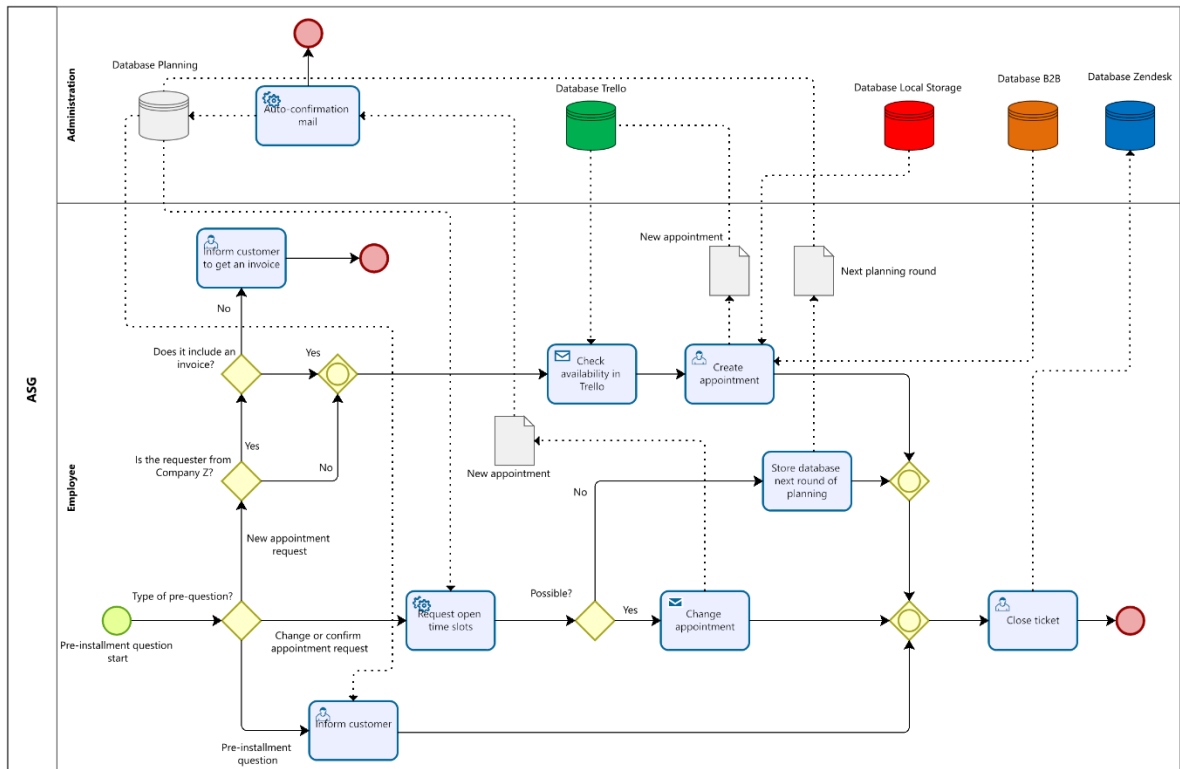 ASG
Administration
Employee
Database Planning
Auto-confirmation
mail
Database Trello
Database Local Storage
Database B2B
Database Zendesk
Inform customer
to get an invoice
No
Does it include an
invoice?
Yes
Yes
Is the requester from
Company Z?
No
New appointment
request
Type of pre-question?
Pre-installment question
start
Change or confirm
appointment request
Pre-installment
question
Inform customer
Request open
time slots
Check
availability in
Trello
Create
appointment
New appointment
Next planning round
New appointment
Possible?
No
Yes
Store database
next round of
planning
Change
appointment
Close ticket